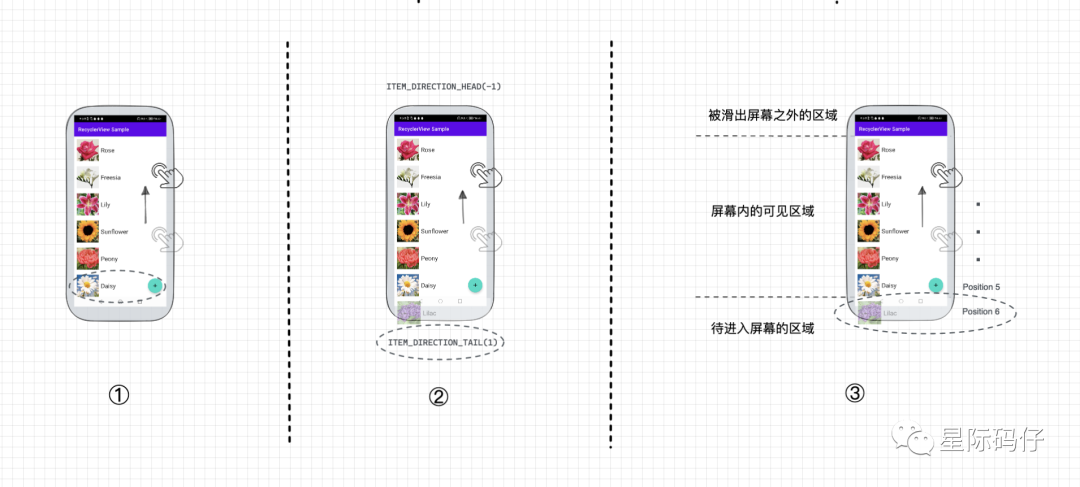 RecyclerView Sample
Rose
Freesia
Lily
Sunflower
Peony
Daisy
+
①
ITEM_DIRECTION_HEAD(-1)
RecyclerView Sample
Rose
Freesia
Lily
Sunflower
Peony
Daisy
+
Lilac
ITEM_DIRECTION_TAIL(1)
②
被滑出屏幕之外的区域
屏幕内的可见区域
待进入屏幕的区域
RecyclerView Sample
Rose
Freesia
Lily
Sunflower
Peony
Daisy
+
Position 5
Lilac
Position 6
③
星际码仔